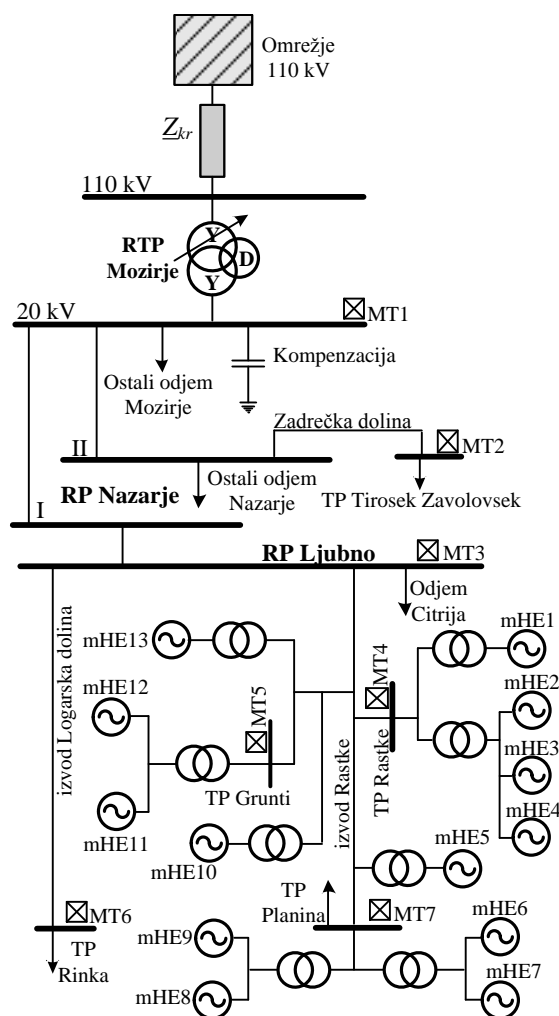 Omrežje
110 kV
Zkr
110 kV
RTP
Mozirje
Y
D
Y
20 kV
MT1
Kompenzacija
Ostali odjem
Mozirje
Zadrečka dolina
II
MT2
Ostali odjem
Nazarje
RP Nazarje
TP Tirosek Zavolovsek
I
RP Ljubno
MT3
Odjem
Citrija
izvod Logarska dolina
mHE13
mHE12
mHE11
MT5
TP Grunti
mHE10
izvod Rastke
MT4
TP Rastke
mHE1
mHE2
mHE3
mHE4
mHE5
TP
Planina
MT7
MT6
TP
Rinka
mHE9
mHE8
mHE6
mHE7